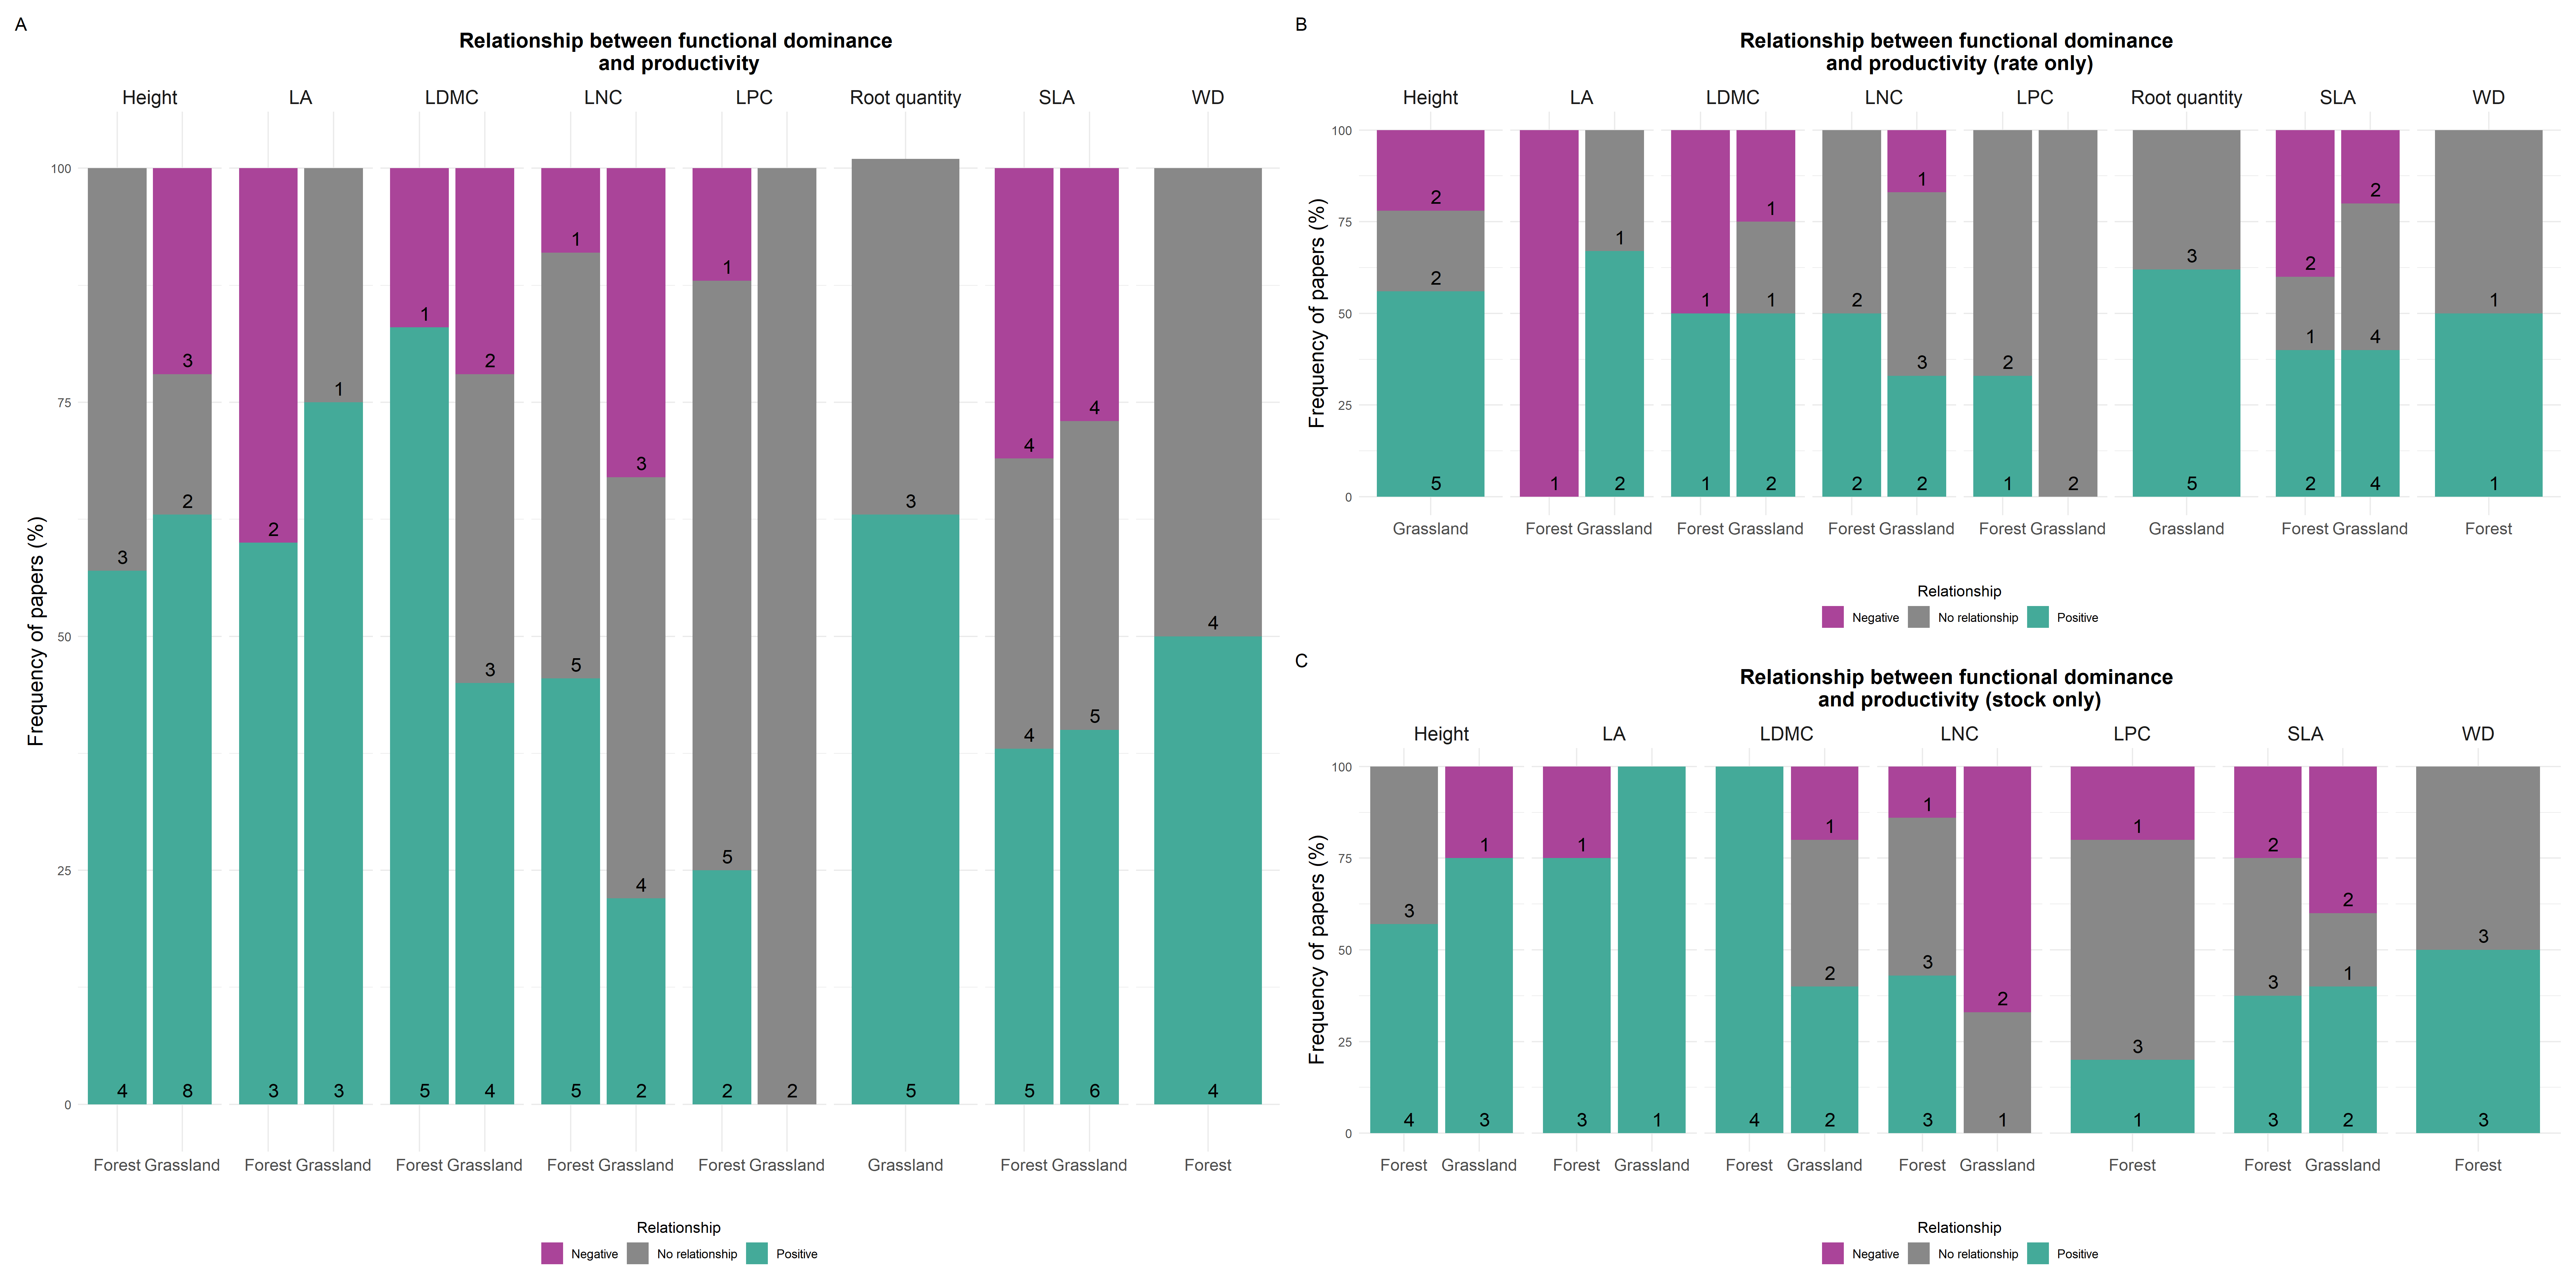 A
Relationship between functional dominance
and productivity
Height LA LDMC LNC LPC Root quantity SLA WD
Frequency of papers (%)
100
75
50
25
0
3 3 2 1 1 2 1 3 1 3 4 4 4
2 3 5 4 5 4 5
4 8 3 3 5 4 5 2 2 2 5 5 6 4
Forest Grassland Forest Grassland Forest Grassland Forest Grassland Forest Grassland Grassland Forest Grassland Forest
Relationship
Negative No relationship Positive
B
Relationship between functional dominance
and productivity (rate only)
Height LA LDMC LNC LPC Root quantity SLA WD
Frequency of papers (%)
100
75
50
25
0
2 1 1 1 2 1 2 3 2 2 1
2 1 3 1 4
5 1 2 1 2 2 2 1 2 5 2 4 1
Grassland Forest Grassland Forest Grassland Forest Grassland Forest Grassland Grassland Forest Grassland Forest
Relationship
Negative No relationship Positive
C
Relationship between functional dominance
and productivity (stock only)
Height LA LDMC LNC LPC SLA WD
Frequency of papers (%)
100
75
50
25
0
3 1 1 1 1 2 1 2 2 3
2 3 3 3 1
4 3 3 1 4 2 3 1 1 3 2 3
Forest Grassland Forest Grassland Forest Grassland Forest Grassland Forest Forest Grassland Forest
Relationship
Negative No relationship Positive